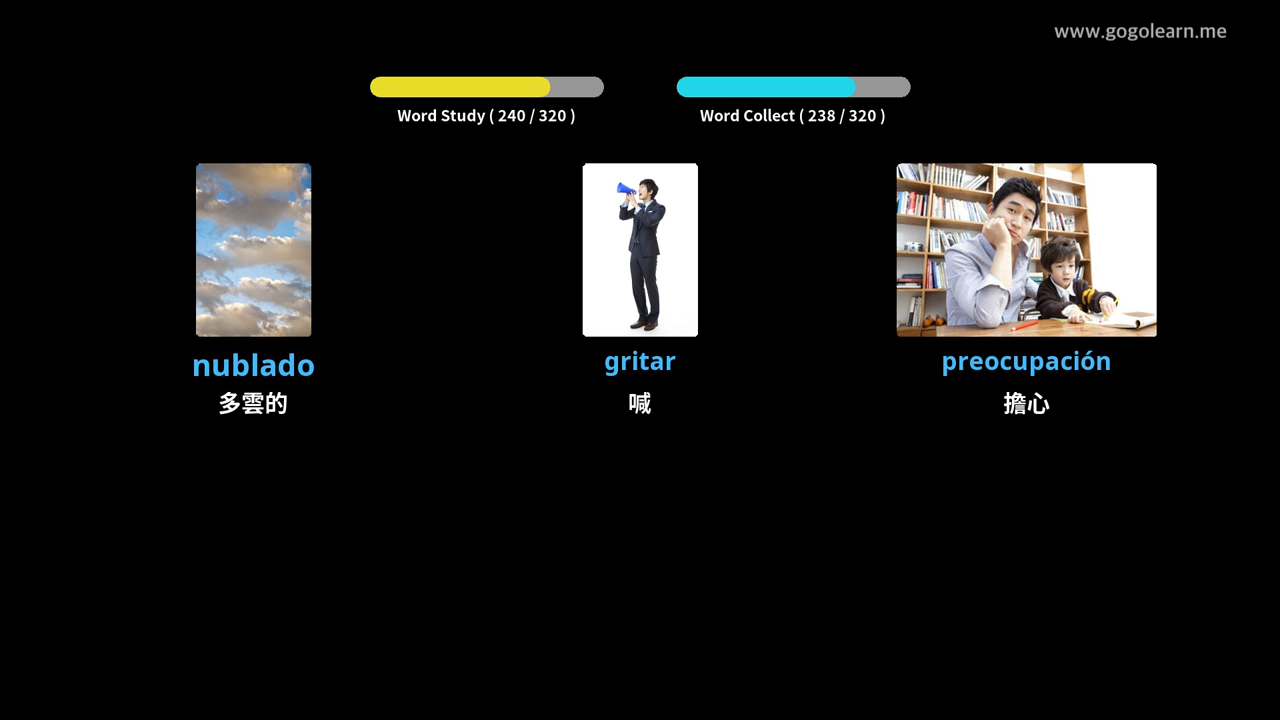 www.gogolearn.me
Word Study ( 240 / 320 )
Word Collect ( 238 / 320 )
nublado
多雲的
gritar
喊
preocupación
擔心